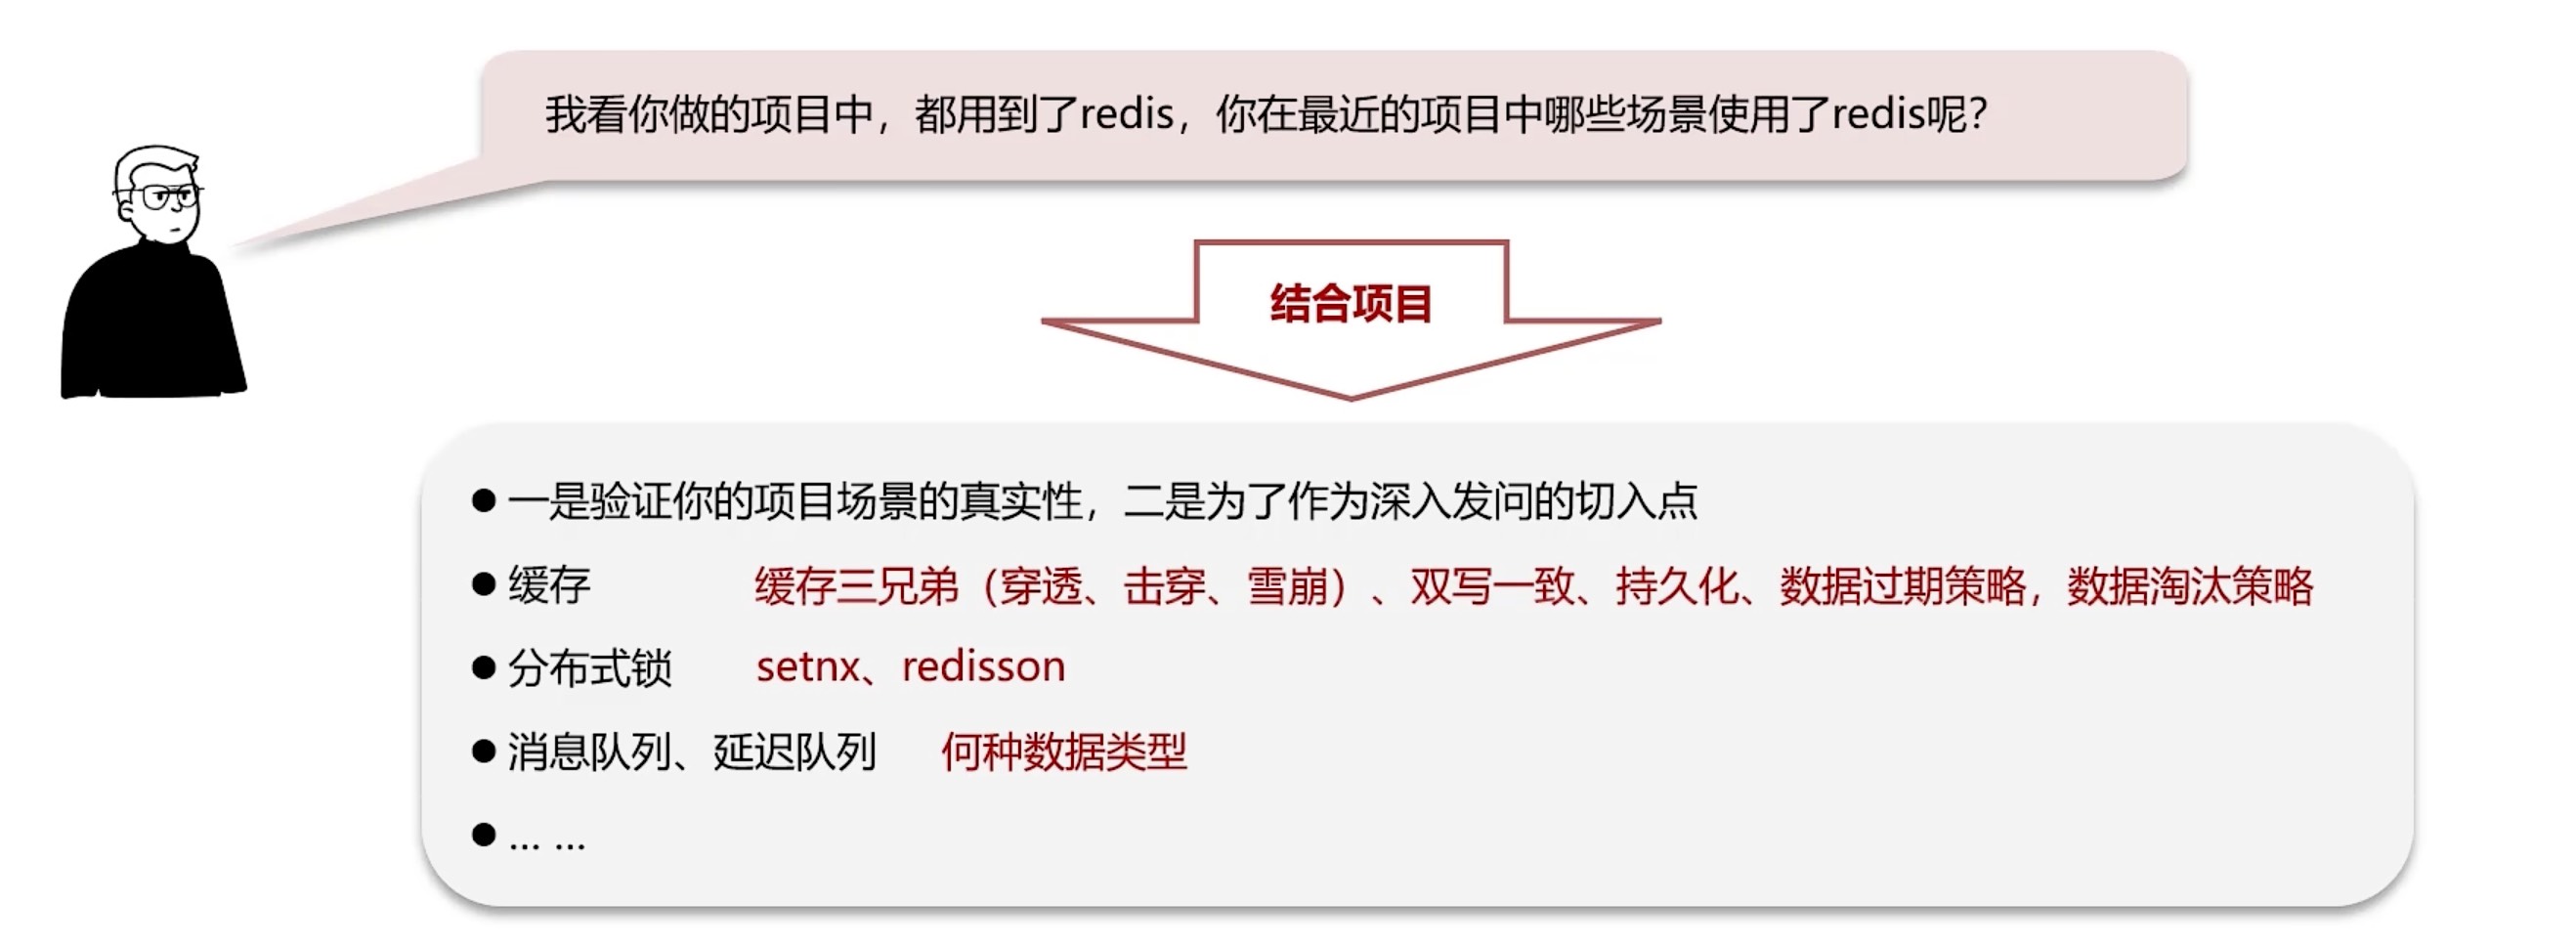 我看你做的项目中，都用到了redis，你在最近的项目中哪些场景使用了redis呢？
结合项目
一是验证你的项目场景的真实性，二是为了作为深入发问的切入点
缓存 缓存三兄弟（穿透、击穿、雪崩）、双写一致、持久化、数据过期策略，数据淘汰策略
分布式锁 setnx、redisson
消息队列、延迟队列 何种数据类型
... ...